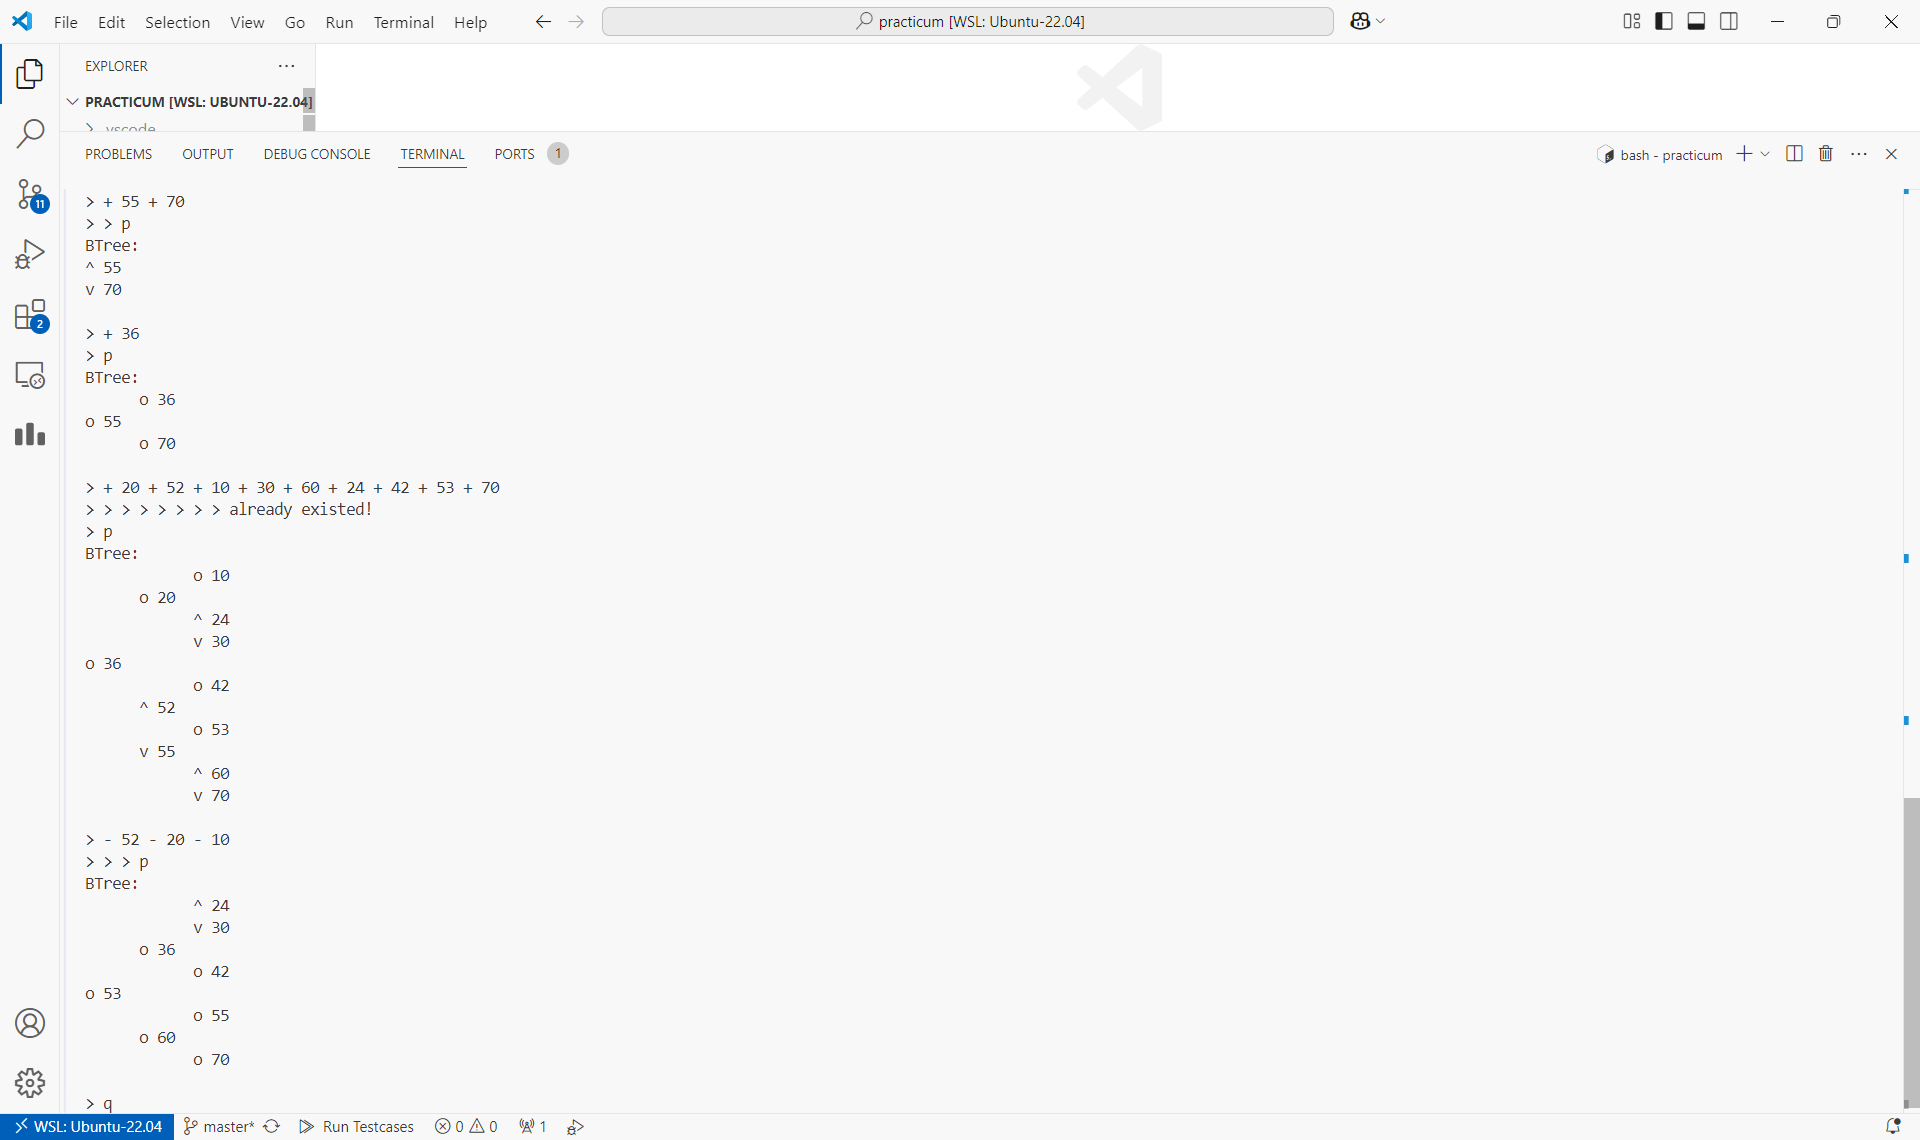 File Edit Selection View Go Run Terminal Help
practicum [WSL: Ubuntu-22.04]
EXPLORER
PRACTICUM [WSL: UBUNTU-22.04]
> .vscode
PROBLEMS OUTPUT DEBUG CONSOLE TERMINAL PORTS 1
bash - practicum
11
2
> + 55 + 70
> > p
BTree:
^ 55
v 70
> + 36
> p
BTree:
      o 36
o 55
      o 70
> + 20 + 52 + 10 + 30 + 60 + 24 + 42 + 53 + 70
> > > > > > > > already existed!
> p
BTree:
            o 10
      o 20
            ^ 24
            v 30
o 36
            o 42
      ^ 52
            o 53
      v 55
            ^ 60
            v 70
> - 52 - 20 - 10
> > > p
BTree:
            ^ 24
            v 30
      o 36
            o 42
o 53
            o 55
      o 60
            o 70
> q
WSL: Ubuntu-22.04 master* Run Testcases 0 0 1